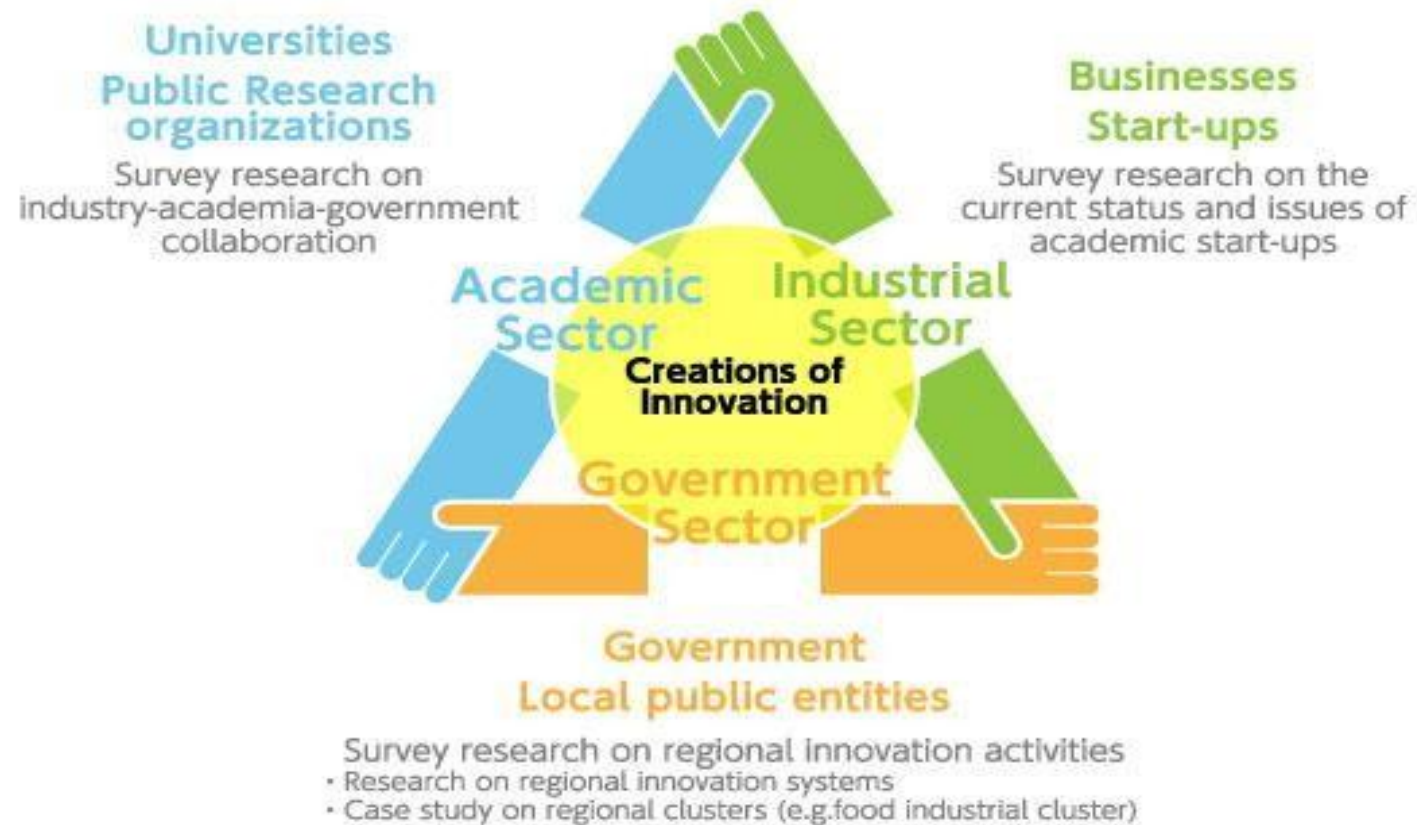 Universities
Public Research
organizations
Survey research on
industry-academia-government
collaboration
Businesses
Start-ups
Survey research on the
current status and issues of
academic start-ups
Academic
Sector
Industrial
Sector
Creations of
Innovation
Government
Sector
Government
Local public entities
Survey research on regional innovation activities
・Research on regional innovation systems
・Case study on regional clusters (e.g.food industrial cluster)